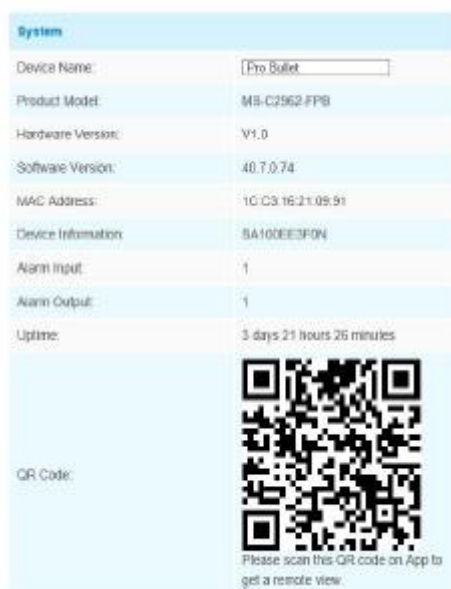 System
Device Name: Pro Bullet
Product Model: MS-C2962-FPB
Hardware Version: V1.0
Software Version: 40.7.0.74
MAC Address: 1C:C3:16:21:09:91
Device Information: SA100EE3F0N
Alarm Input: 1
Alarm Output: 1
Uptime: 3 days 21 hours 26 minutes
QR Code:
Please scan this QR code on App to
get a remote view